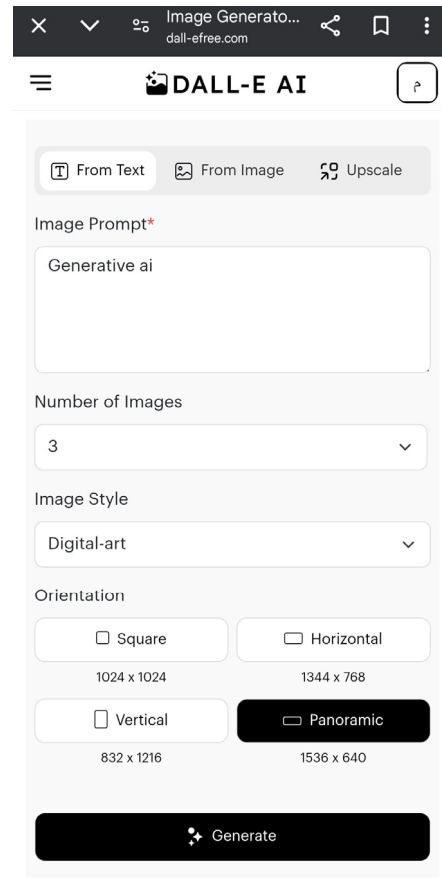 Image Generato...
dall-efree.com
DALL-E AI
م
From Text
From Image
Upscale
Image Prompt*
Generative ai
Number of Images
3
Image Style
Digital-art
Orientation
Square
Horizontal
1024 x 1024
1344 x 768
Vertical
Panoramic
832 x 1216
1536 x 640
Generate